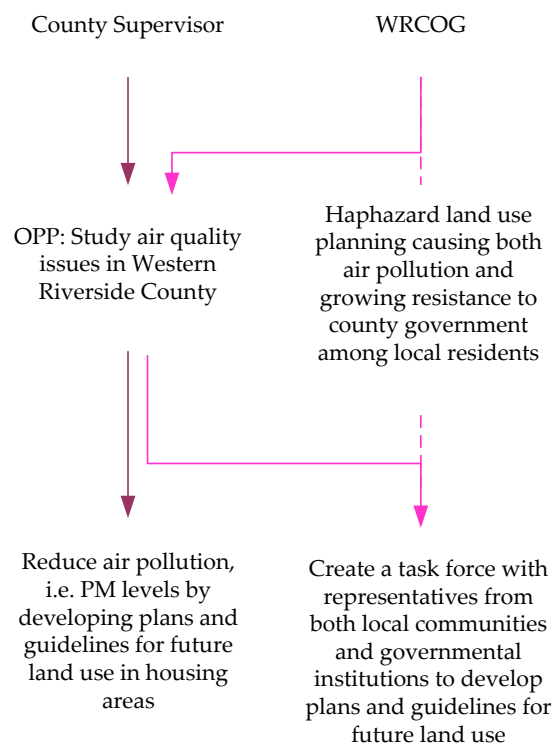 County Supervisor
WRCOG
OPP: Study air quality
issues in Western
Riverside County
Haphazard land use
planning causing both
air pollution and
growing resistance to
county government
among local residents
Reduce air pollution,
i.e. PM levels by
developing plans and
guidelines for future
land use in housing
areas
Create a task force with
representatives from
both local communities
and governmental
institutions to develop
plans and guidelines for
future land use